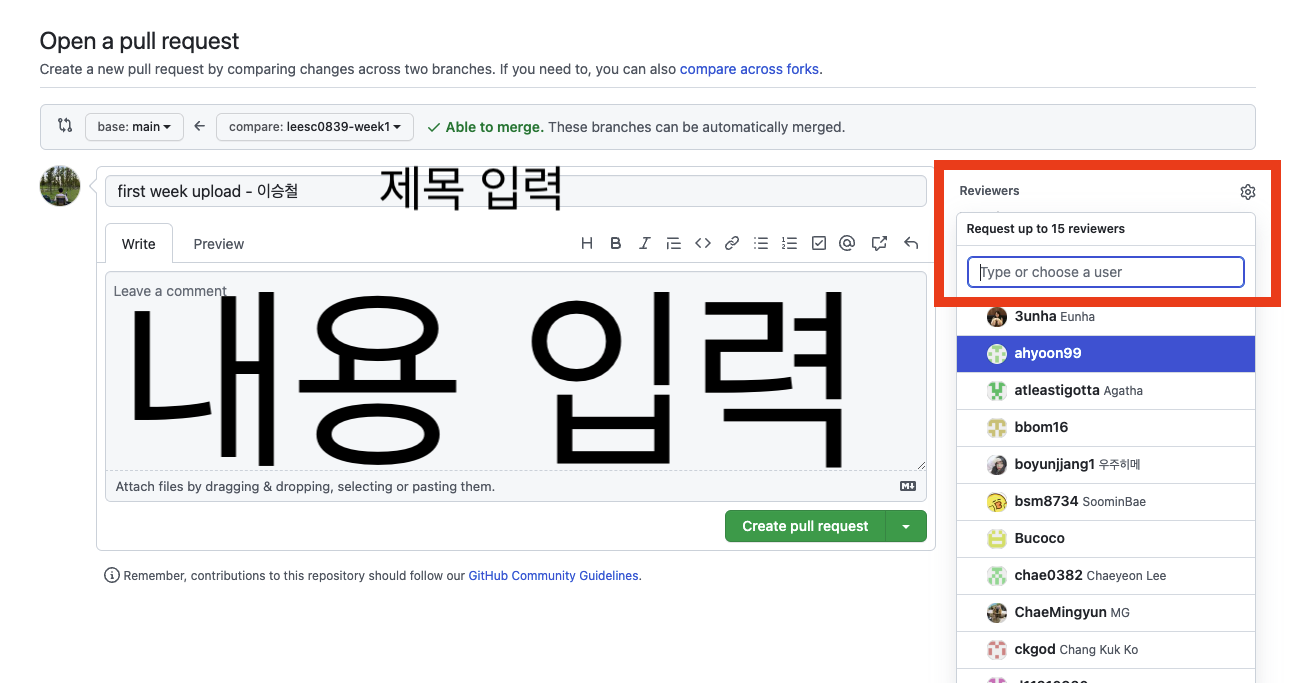 Open a pull request
Create a new pull request by comparing changes across two branches. If you need to, you can also compare across forks.
base: main
compare: leesc0839-week1
Able to merge. These branches can be automatically merged.
first week upload - 이승철
제목 입력
Write
Preview
H B I
Leave a comment
내용 입력
Attach files by dragging & dropping, selecting or pasting them.
Create pull request
Remember, contributions to this repository should follow our GitHub Community Guidelines.
Reviewers
Request up to 15 reviewers
Type or choose a user
3unha Eunha
ahyoon99
atleastigotta Agatha
bbom16
boyunjjang1 우주히메
bsm8734 SoominBae
Bucoco
chae0382 Chaeyeon Lee
ChaeMingyun MG
ckgod Chang Kuk Ko